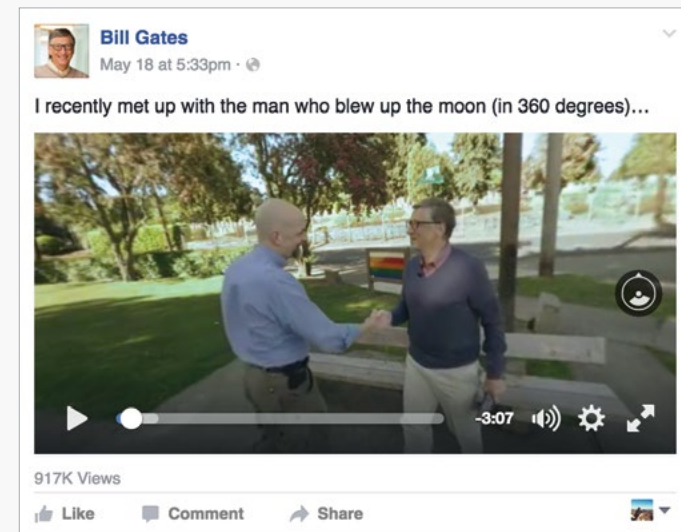 Bill Gates
May 18 at 5:33pm ·
I recently met up with the man who blew up the moon (in 360 degrees)...
-3:07
917K Views
Like Comment Share